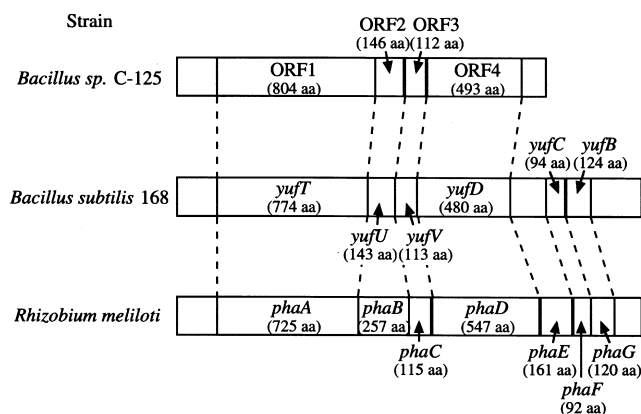 Strain
ORF2 ORF3
(146 aa) (112 aa)
Bacillus sp. C-125
ORF1
(804 aa)
ORF4
(493 aa)
yufC yufB
(94 aa) (124 aa)
Bacillus subtilis 168
yufT
(774 aa)
yufD
(480 aa)
yufU yufV
(143 aa) (113 aa)
Rhizobium meliloti
phaA
(725 aa)
phaB
(257 aa)
phaD
(547 aa)
phaC
(115 aa)
phaE
(161 aa)
phaG
(120 aa)
phaF
(92 aa)